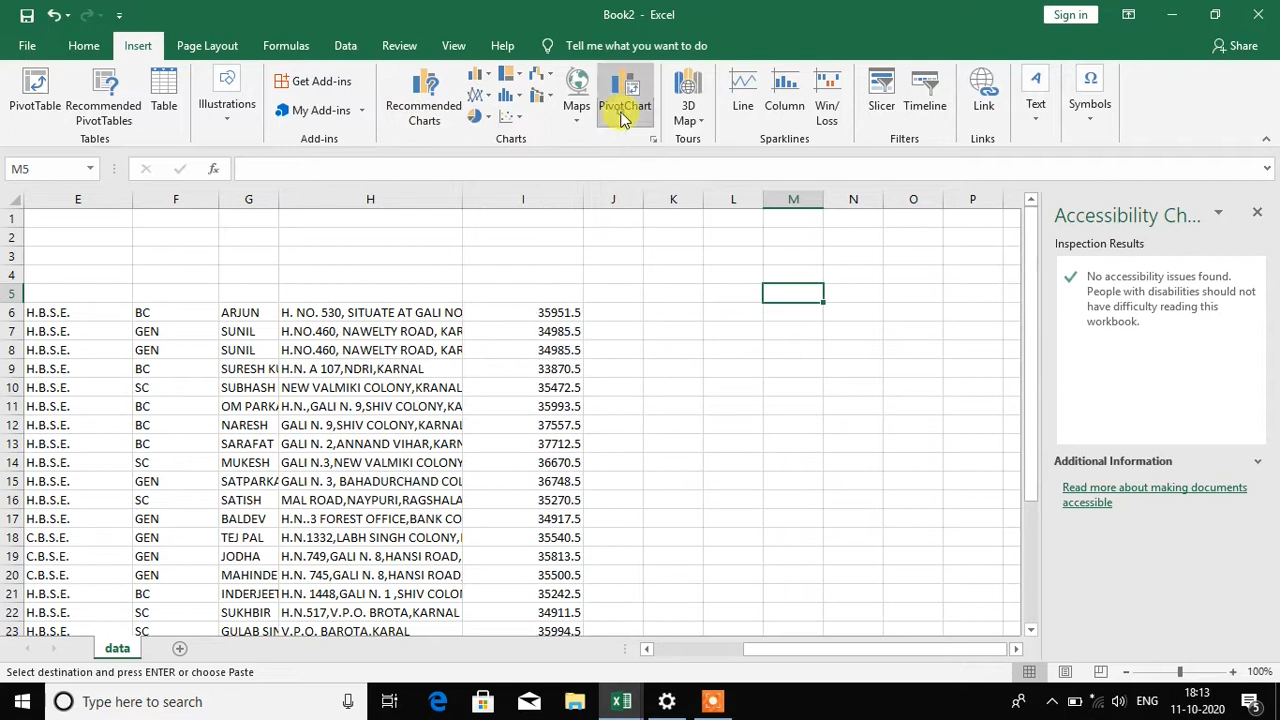 Book2 - Excel
Sign in
File Home Insert Page Layout Formulas Data Review View Help Tell me what you want to do Share
PivotTable Recommended PivotTables Table Illustrations Get Add-ins My Add-ins Recommended Charts Maps PivotChart 3D Map Line Column Win/ Loss Slicer Timeline Link Text Symbols
Tables Add-ins Charts Tours Sparklines Filters Links
M5 fx
E F G H I J K L M N O P
1
2
3
4
5
6 H.B.S.E. BC ARJUN H. NO. 530, SITUATE AT GALI NO 35951.5
7 H.B.S.E. GEN SUNIL H.NO.460, NAWELTY ROAD, KAR 34985.5
8 H.B.S.E. GEN SUNIL H.NO.460, NAWELTY ROAD, KAR 34985.5
9 H.B.S.E. BC SURESH KU H.N. A 107,NDRI,KARNAL 33870.5
10 H.B.S.E. SC SUBHASH NEW VALMIKI COLONY,KRANAL 35472.5
11 H.B.S.E. BC OM PARKA H.N.,GALI N. 9,SHIV COLONY,KA 35993.5
12 H.B.S.E. BC NARESH GALI N. 9,SHIV COLONY,KARNAL 37557.5
13 H.B.S.E. BC SARAFAT GALI N. 2,ANNAND VIHAR,KARN 37712.5
14 H.B.S.E. SC MUKESH GALI N.3,NEW VALMIKI COLONY 36670.5
15 H.B.S.E. GEN SATPARKA GALI N. 3, BAHADURCHAND COL 36748.5
16 H.B.S.E. SC SATISH MAL ROAD,NAYPURI,RAGSHALA 35270.5
17 H.B.S.E. GEN BALDEV H.N..3 FOREST OFFICE,BANK CO 34917.5
18 C.B.S.E. GEN TEJ PAL H.N.1332,LABH SINGH COLONY, 35540.5
19 C.B.S.E. GEN JODHA H.N.749,GALI N. 8,HANSI ROAD, 35813.5
20 C.B.S.E. GEN MAHINDE H.N. 745,GALI N. 8,HANSI ROAD 35500.5
21 H.B.S.E. BC INDERJEET H.N. 1448,GALI N. 1 ,SHIV COLON 35242.5
22 H.B.S.E. SC SUKHBIR H.N.517,V.P.O. BROTA,KARNAL 34911.5
23 H.B.S.E. SC GULAB SIN V.P.O. BAROTA,KARAL 35994.5
Accessibility Ch...
Inspection Results
No accessibility issues found.
People with disabilities should not
have difficulty reading this
workbook.
Additional Information
Read more about making documents
accessible
data
Select destination and press ENTER or choose Paste
100%
Type here to search
ENG
18:13
11-10-2020
5